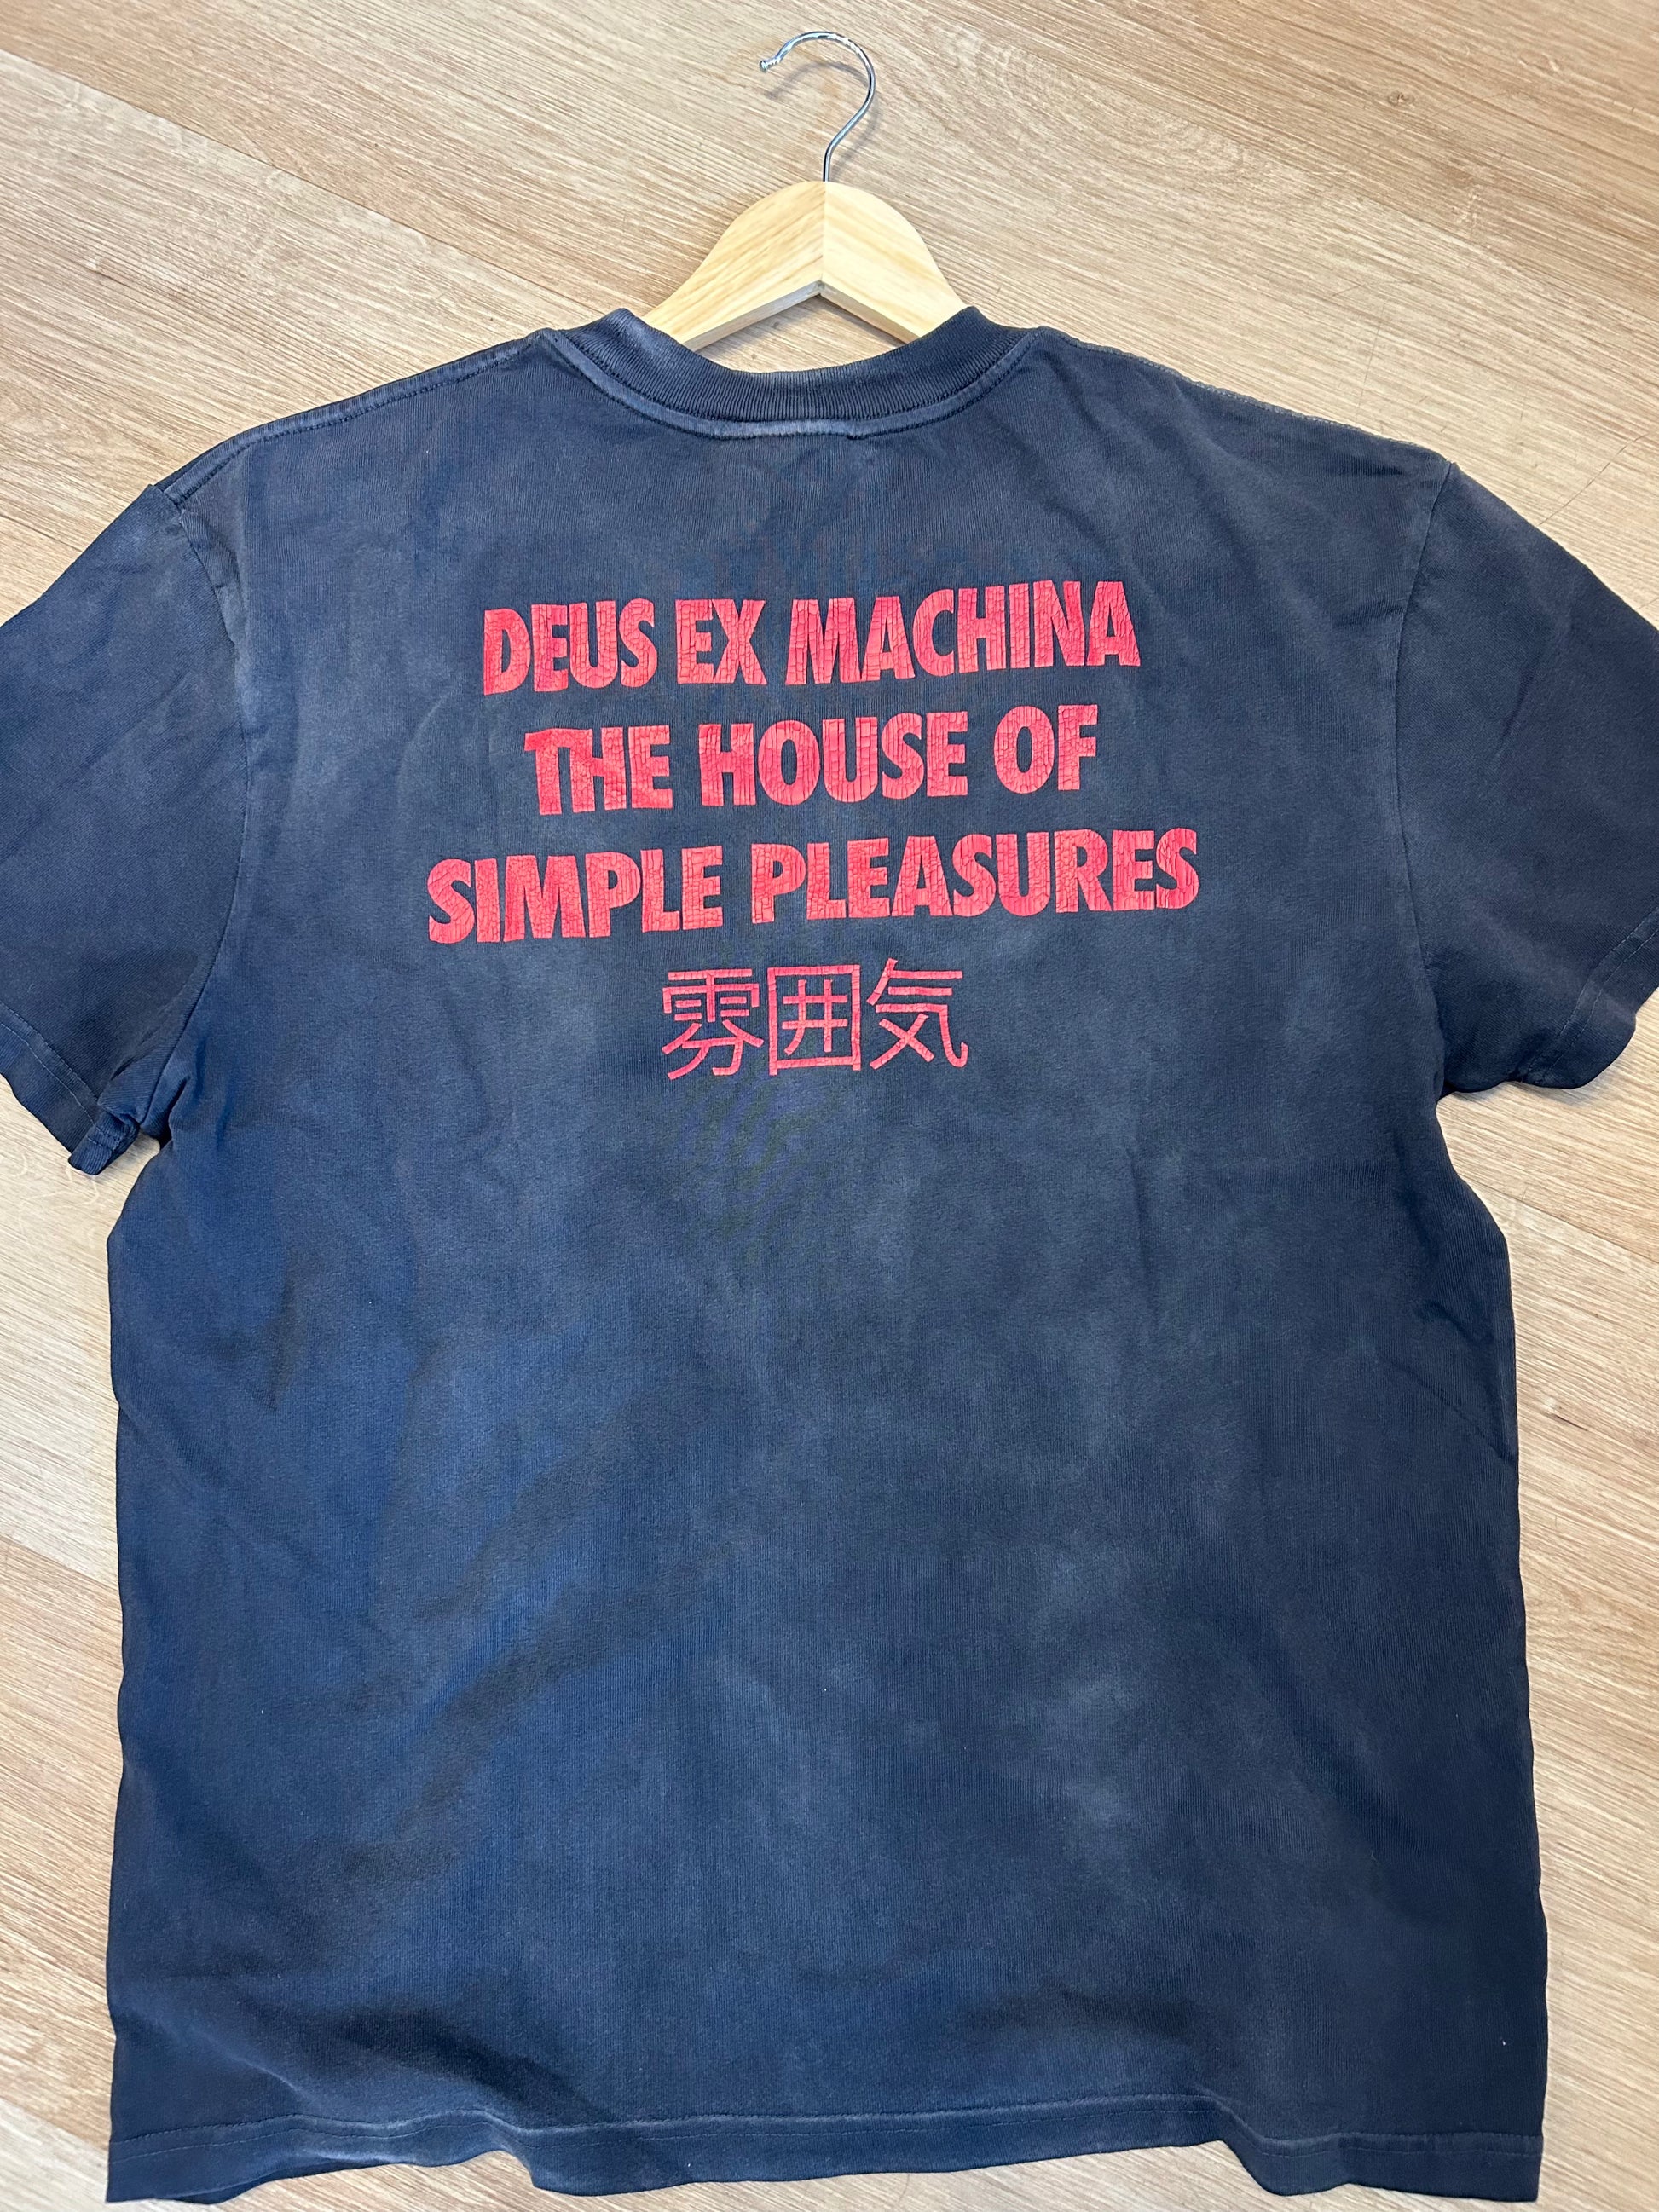 DEUS EX MACHINA
THE HOUSE OF
SIMPLE PLEASURES
雰囲気